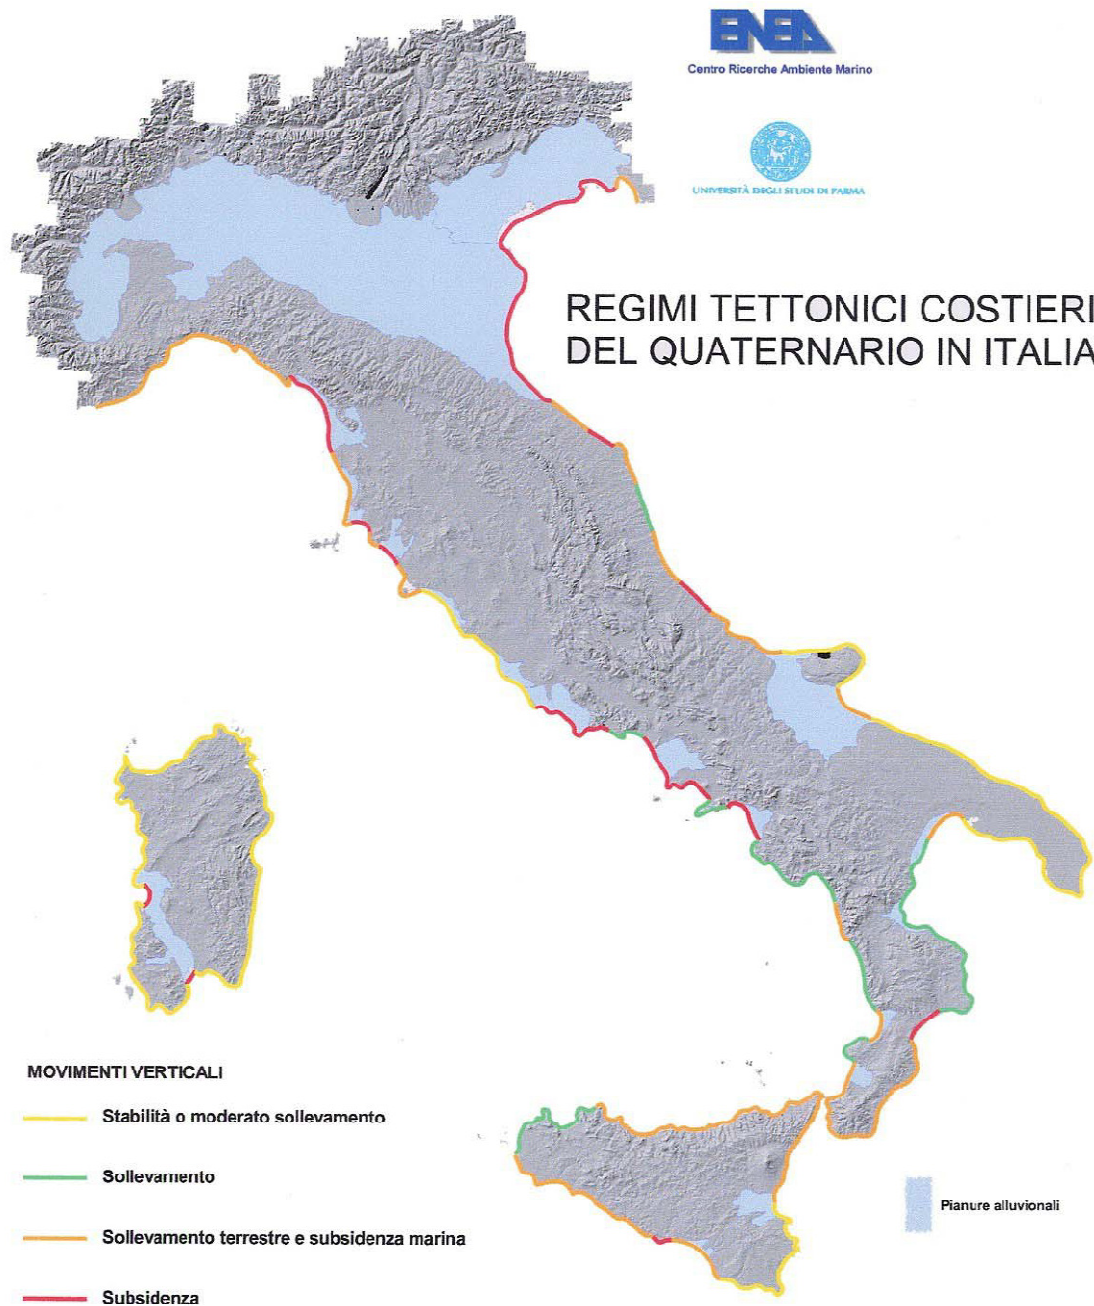 ENEA
Centro Ricerche Ambiente Marino
UNIVERSITÀ DEGLI STUDI DI PARMA
REGIMI TETTONICI COSTIERI
DEL QUATERNARIO IN ITALIA
MOVIMENTI VERTICALI
Stabilità o moderato sollevamento
Sollevamento
Sollevamento terrestre e subsidenza marina
Subsidenza
Pianure alluvionali